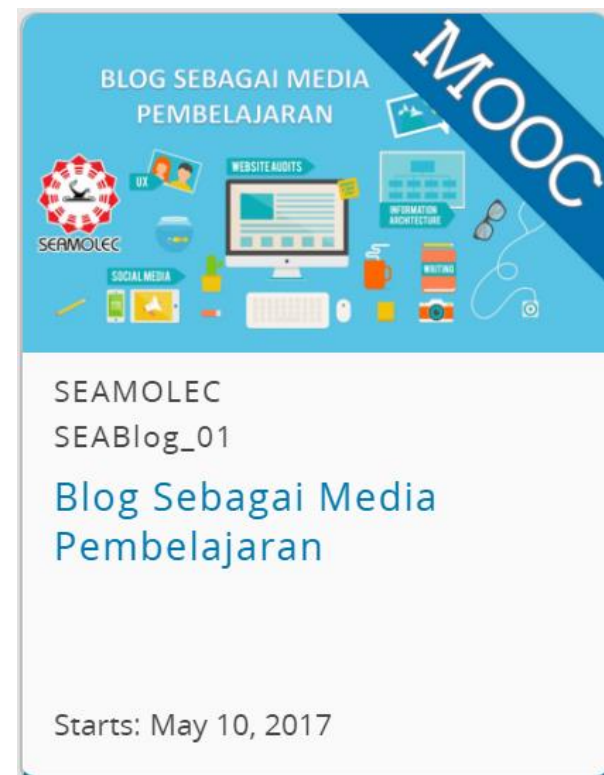 BLOG SEBAGAI MEDIA
PEMBELAJARAN
MOOC
UX
WEBSITE AUDITS
INFORMATION
ARCHITECTURE
SEAMOLEC
SOCIAL MEDIA
WRITING
SEAMOLEC
SEABlog_01
Blog Sebagai Media
Pembelajaran
Starts: May 10, 2017